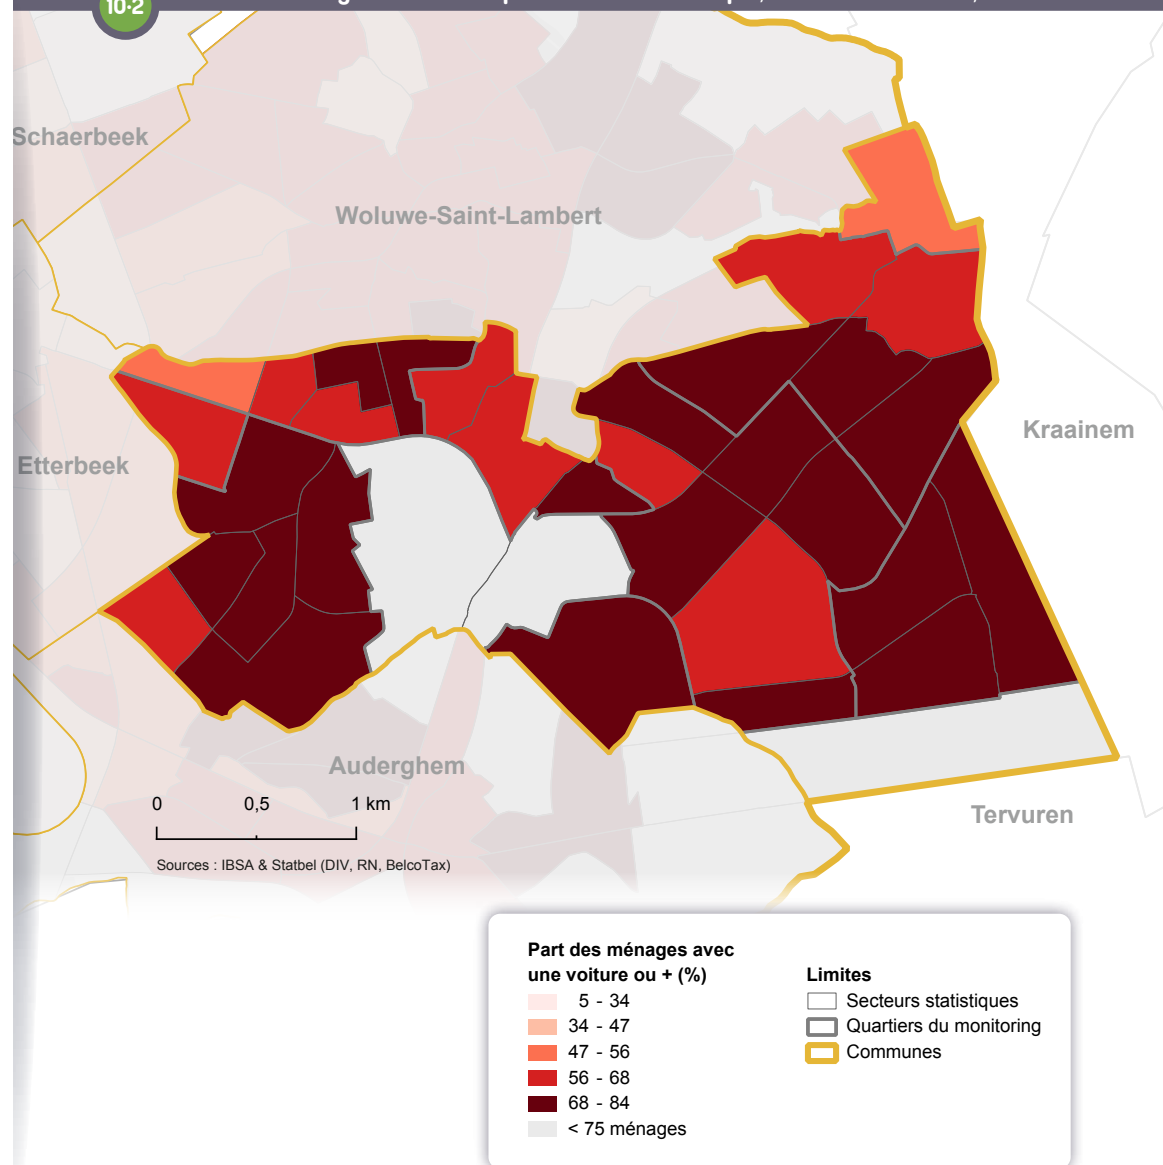 10·2
Schaerbeek
Woluwe-Saint-Lambert
Kraainem
Etterbeek
Auderghem
Tervuren
0 0,5 1 km
Sources : IBSA & Statbel (DIV, RN, BelcoTax)
Part des ménages avec
une voiture ou + (%)
5 - 34
34 - 47
47 - 56
56 - 68
68 - 84
< 75 ménages
Limites
Secteurs statistiques
Quartiers du monitoring
Communes